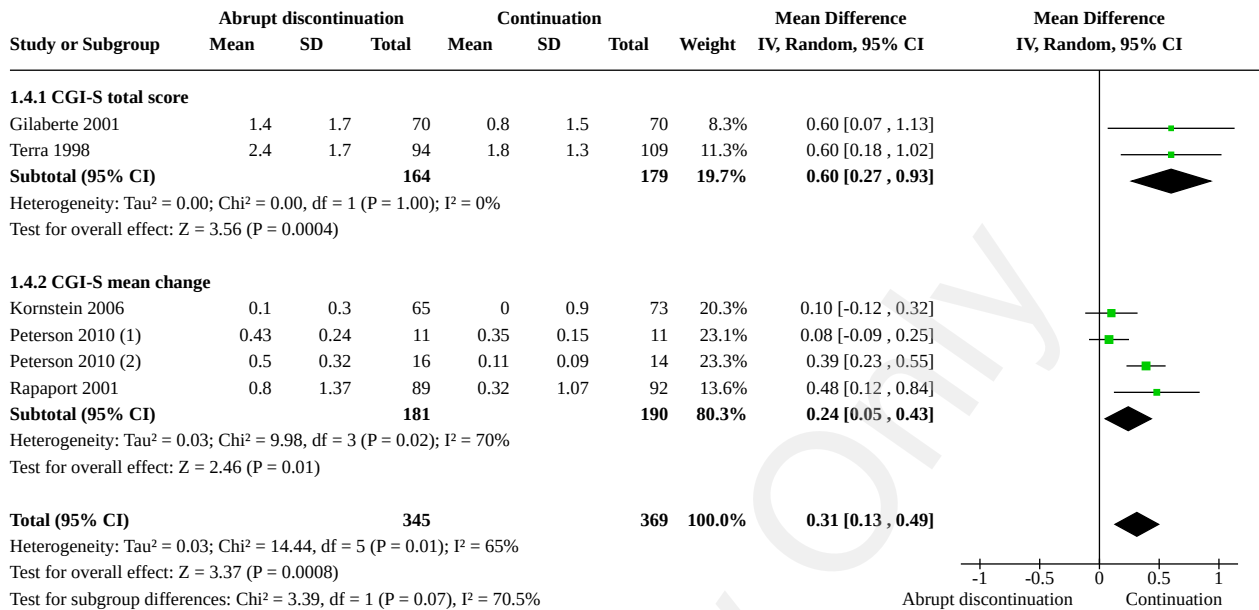 Abrupt discontinuation Continuation Mean Difference Mean Difference
Study or Subgroup Mean SD Total Mean SD Total Weight IV, Random, 95% CI IV, Random, 95% CI
1.4.1 CGI-S total score
Gilaberte 2001 1.4 1.7 70 0.8 1.5 70 8.3% 0.60 [0.07 , 1.13]
Terra 1998 2.4 1.7 94 1.8 1.3 109 11.3% 0.60 [0.18 , 1.02]
Subtotal (95% CI) 164 179 19.7% 0.60 [0.27 , 0.93]
Heterogeneity: Tau² = 0.00; Chi² = 0.00, df = 1 (P = 1.00); I² = 0%
Test for overall effect: Z = 3.56 (P = 0.0004)
1.4.2 CGI-S mean change
Kornstein 2006 0.1 0.3 65 0 0.9 73 20.3% 0.10 [-0.12 , 0.32]
Peterson 2010 (1) 0.43 0.24 11 0.35 0.15 11 23.1% 0.08 [-0.09 , 0.25]
Peterson 2010 (2) 0.5 0.32 16 0.11 0.09 14 23.3% 0.39 [0.23 , 0.55]
Rapaport 2001 0.8 1.37 89 0.32 1.07 92 13.6% 0.48 [0.12 , 0.84]
Subtotal (95% CI) 181 190 80.3% 0.24 [0.05 , 0.43]
Heterogeneity: Tau² = 0.03; Chi² = 9.98, df = 3 (P = 0.02); I² = 70%
Test for overall effect: Z = 2.46 (P = 0.01)
Total (95% CI) 345 369 100.0% 0.31 [0.13 , 0.49]
Heterogeneity: Tau² = 0.03; Chi² = 14.44, df = 5 (P = 0.01); I² = 65%
Test for overall effect: Z = 3.37 (P = 0.0008)
-1 -0.5 0 0.5 1
Test for subgroup differences: Chi² = 3.39, df = 1 (P = 0.07), I² = 70.5% Abrupt discontinuation Continuation
Only